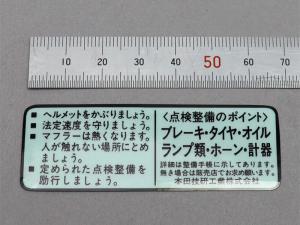 50
■ ヘルメットをかぶりましょう。
■ 法定速度を守りましょう。
■ マフラーは熱くなります。
人が触れない場所にとめ
ましょう。
■ 定められた点検整備を
励行しましょう。
〈点検整備のポイント〉
ブレーキ・タイヤ・オイル
ランプ類・ホーン・計器
詳細は整備手帳に示してあります。
無き場合は販売店でお求め願います。
本田技研工業株式会社